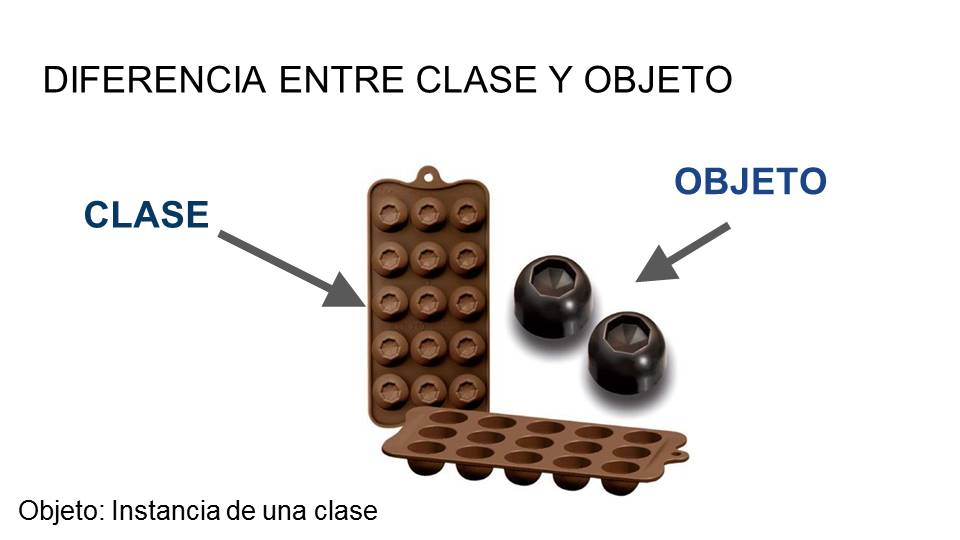 DIFERENCIA ENTRE CLASE Y OBJETO
OBJETO
CLASE
Objeto: Instancia de una clase